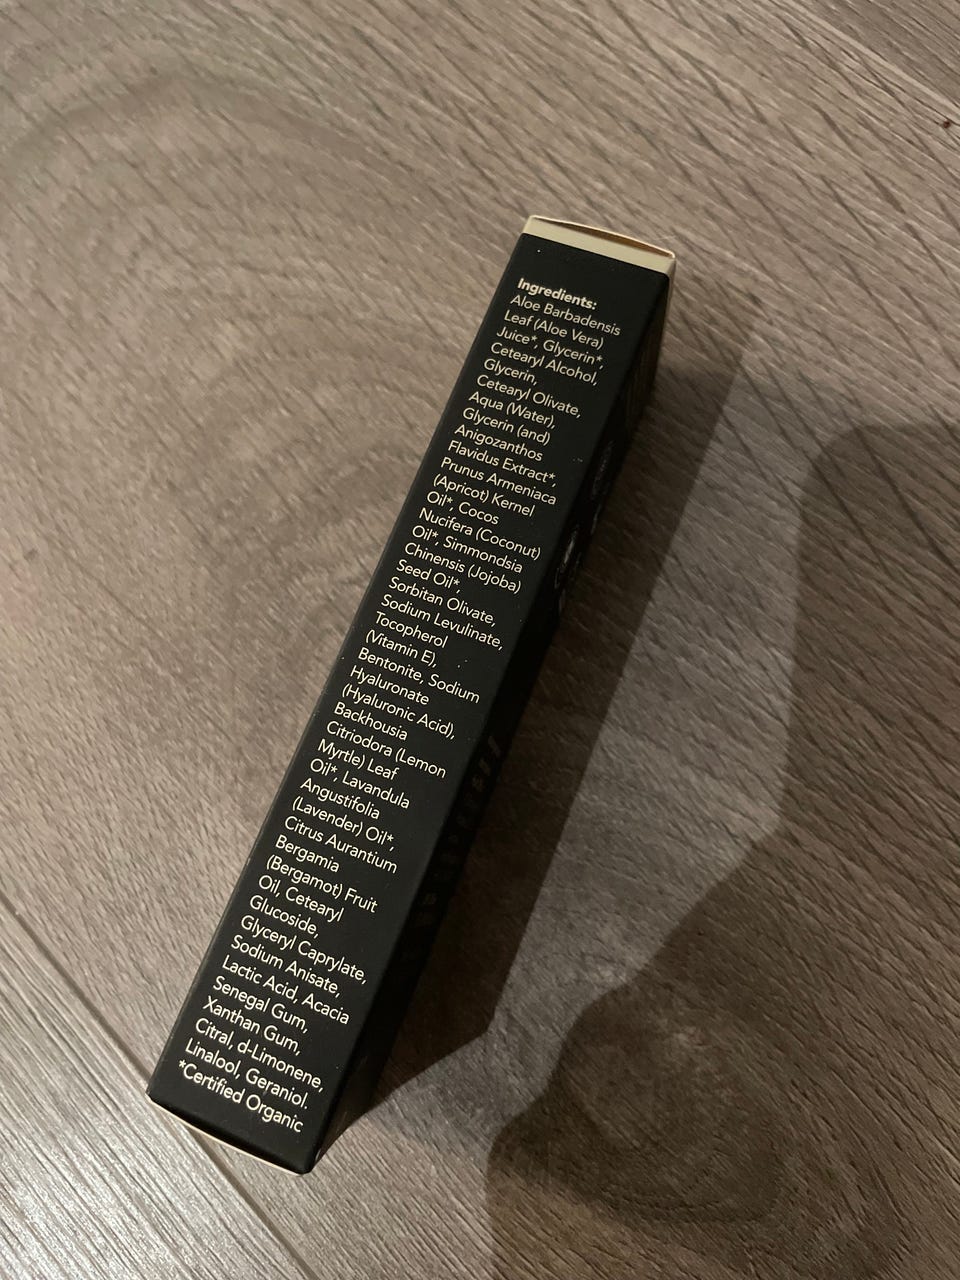 Ingredients:
Aloe Barbadensis
Leaf (Aloe Vera)
Juice*, Glycerin*,
Cetearyl Alcohol,
Glycerin,
Cetearyl Olivate,
Aqua (Water),
Glycerin (and)
Anigozanthos
Flavidus Extract*,
Prunus Armeniaca
(Apricot) Kernel
Oil*, Cocos
Nucifera (Coconut)
Oil*, Simmondsia
Chinensis (Jojoba)
Seed Oil*,
Sorbitan Olivate,
Sodium Levulinate,
Tocopherol
(Vitamin E),
Bentonite, Sodium
Hyaluronate
(Hyaluronic Acid),
Backhousia
Citriodora (Lemon
Myrtle) Leaf
Oil*, Lavandula
Angustifolia
(Lavender) Oil*,
Citrus Aurantium
Bergamia
(Bergamot) Fruit
Oil, Cetearyl
Glucoside,
Glyceryl Caprylate,
Sodium Anisate,
Lactic Acid, Acacia
Senegal Gum,
Xanthan Gum,
Citral, d-Limonene,
Linalool, Geraniol.
*Certified Organic